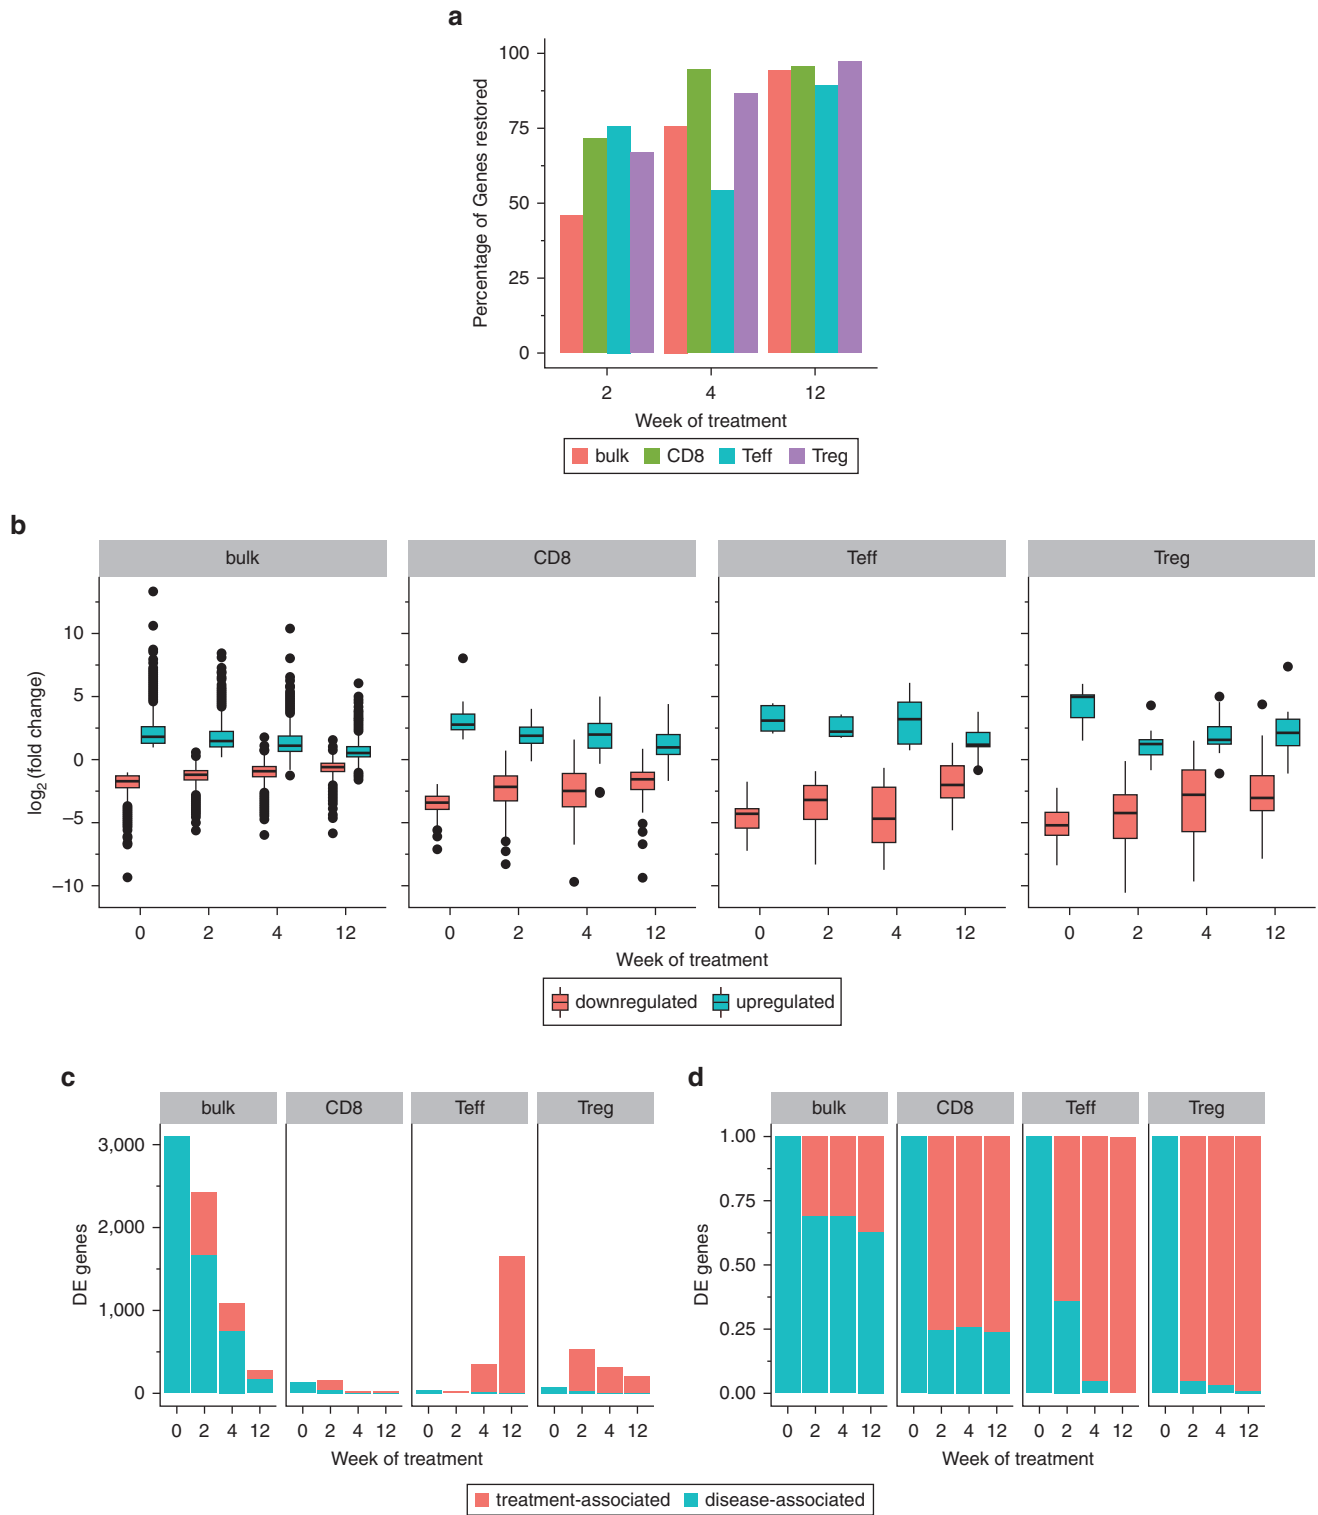 a
100
75
50
25
0
Percentage of Genes restored
2 4 12
Week of treatment
bulk CD8 Teff Treg
b
bulk CD8 Teff Treg
10
5
0
−5
−10
log2 (fold change)
0 2 4 12 0 2 4 12 0 2 4 12 0 2 4 12
Week of treatment
downregulated upregulated
c
bulk CD8 Teff Treg
3,000
2,000
1,000
0
DE genes
0 2 4 12 0 2 4 12 0 2 4 12 0 2 4 12
Week of treatment
d
bulk CD8 Teff Treg
1.00
0.75
0.50
0.25
0.00
DE genes
0 2 4 12 0 2 4 12 0 2 4 12 0 2 4 12
Week of treatment
treatment-associated disease-associated